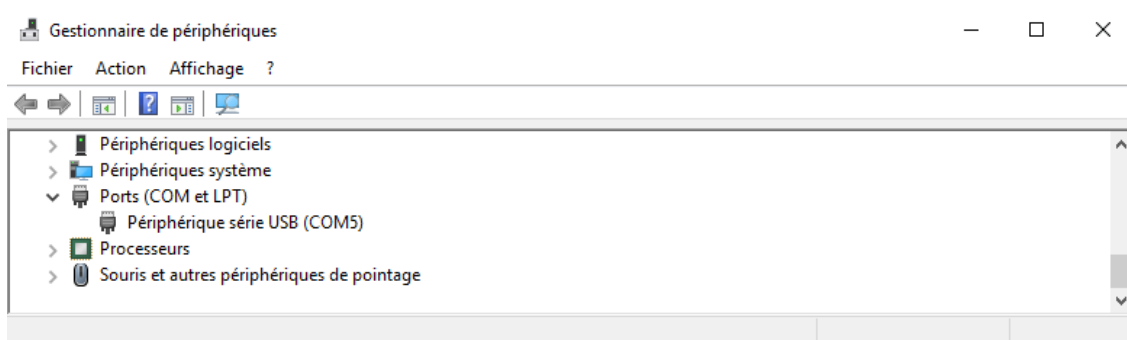 Gestionnaire de périphériques
Fichier Action Affichage ?
Périphériques logiciels
Périphériques système
Ports (COM et LPT)
Périphérique série USB (COM5)
Processeurs
Souris et autres périphériques de pointage